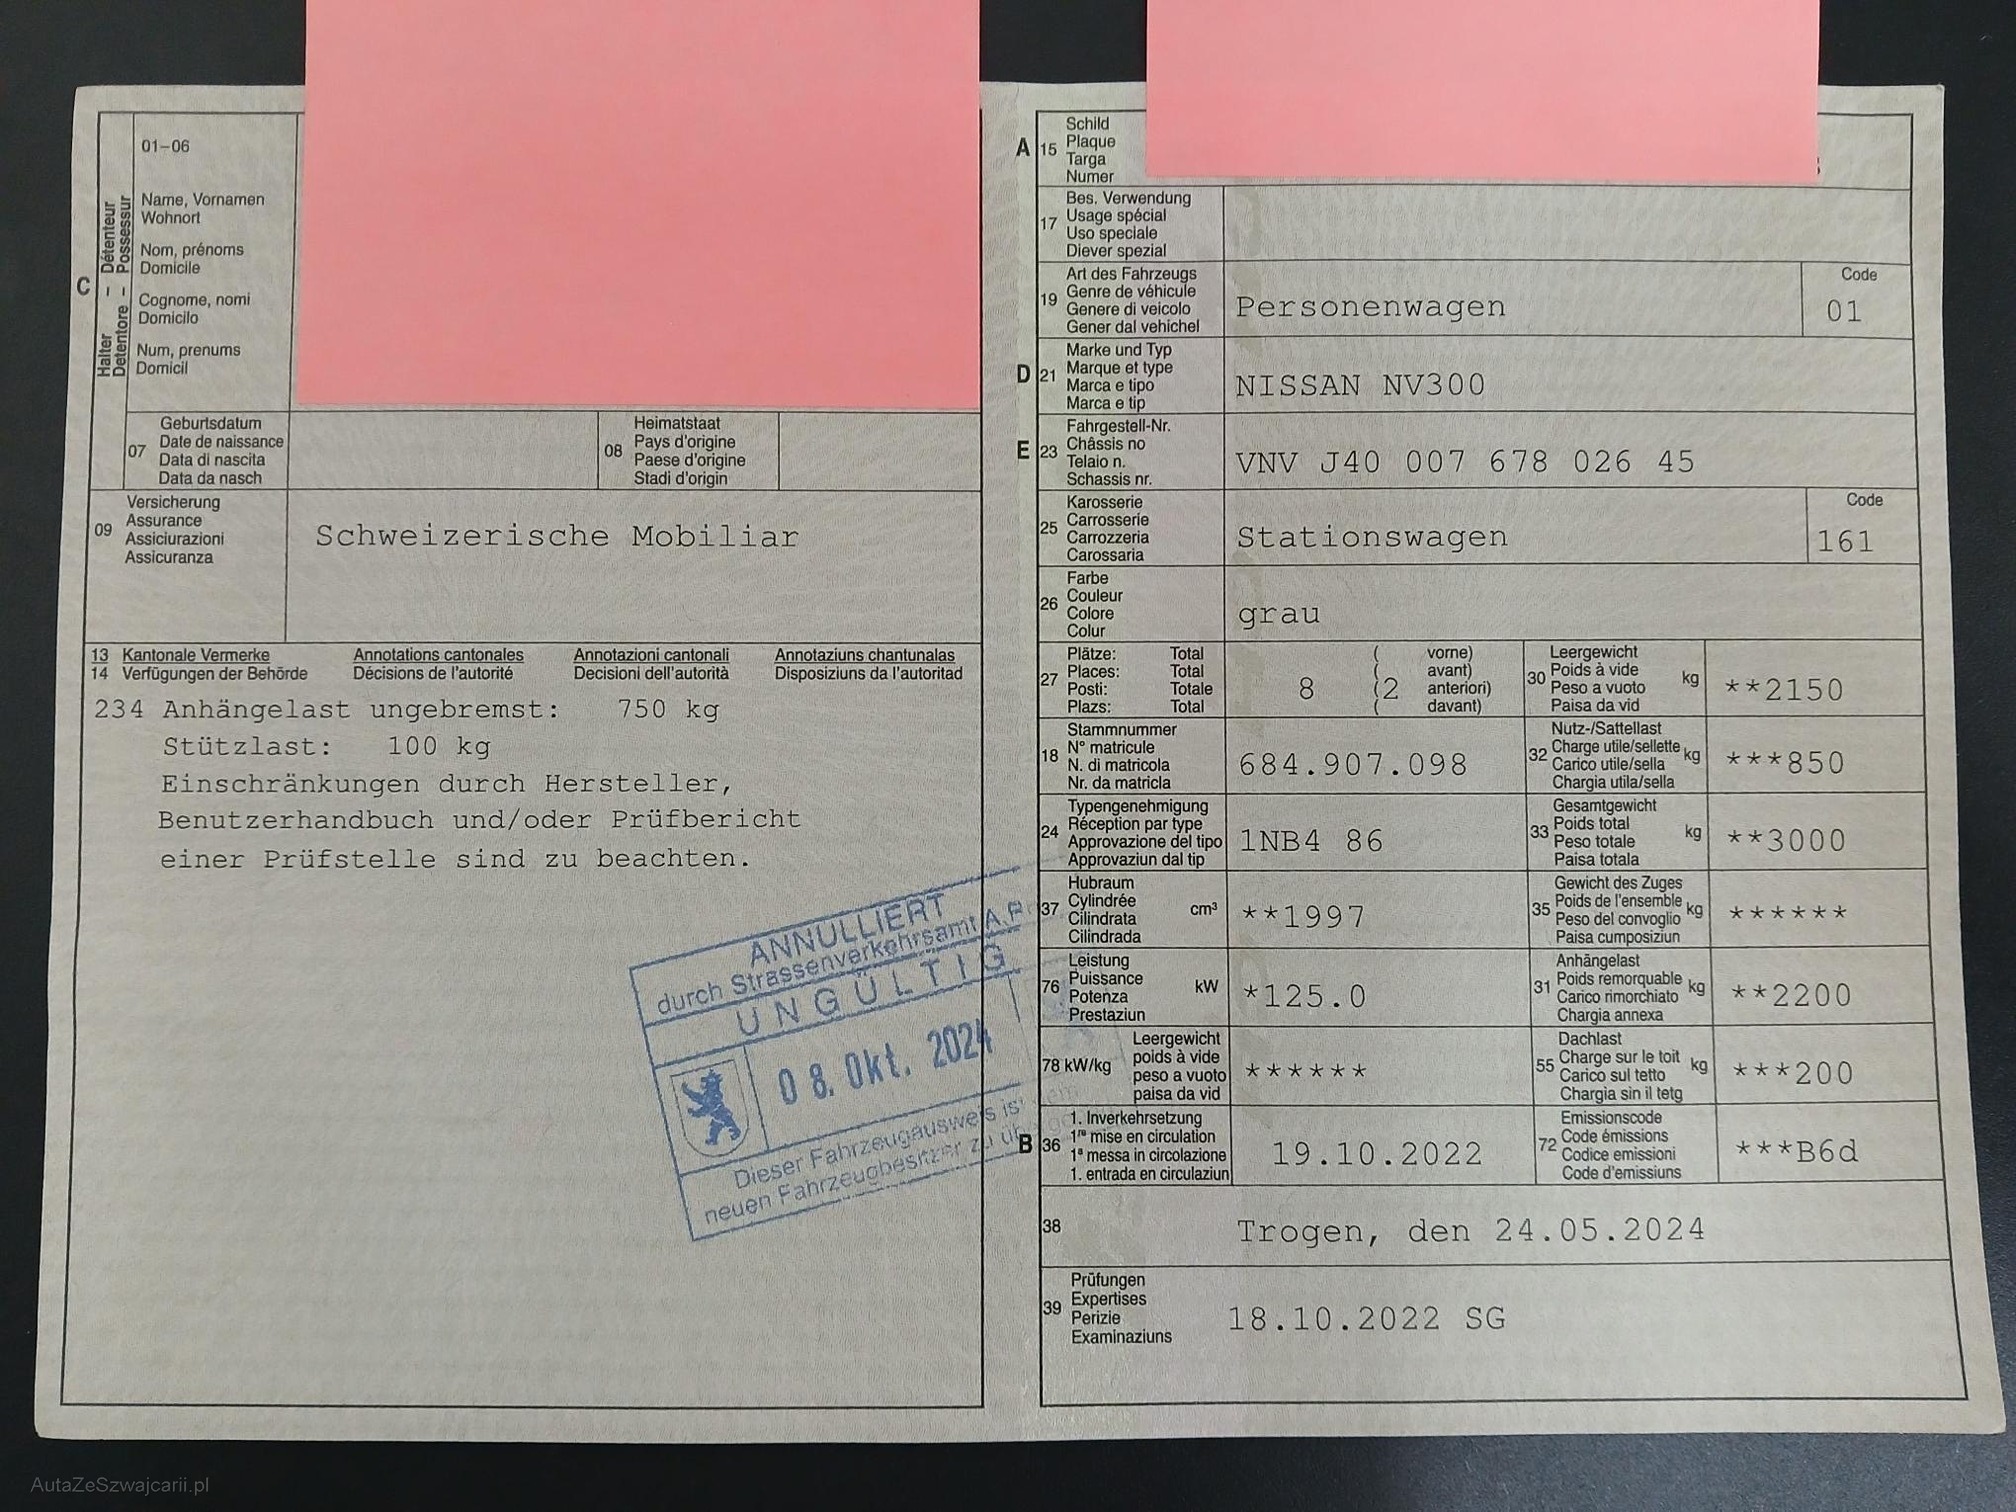 01-06
Name, Vornamen
Wohnort
Nom, prénoms
Domicile
Cognome, nomi
Domicilo
Num, prenums
Domicil
C
Halter – Détenteur
Detentore – Possessur
07
Geburtsdatum
Date de naissance
Data di nascita
Data da nasch
08
Heimatstaat
Pays d'origine
Paese d'origine
Stadi d'origin
09
Versicherung
Assurance
Assiciurazioni
Assicuranza
Schweizerische Mobiliar
13 Kantonale Vermerke Annotations cantonales Annotazioni cantonali Annotaziuns chantunalas
14 Verfügungen der Behörde Décisions de l'autorité Decisioni dell'autorità Disposiziuns da l'autoritad
234 Anhängelast ungebremst: 750 kg
Stützlast: 100 kg
Einschränkungen durch Hersteller,
Benutzerhandbuch und/oder Prüfbericht
einer Prüfstelle sind zu beachten.
ANNULLIERT
durch Strassenverkehrsamt A.R
UNGÜLTIG
08. Okt. 2024
Dieser Fahrzeugausweis ist
neuen Fahrzeugbesitzer zu
A 15
Schild
Plaque
Targa
Numer
17
Bes. Verwendung
Usage spécial
Uso speciale
Diever spezial
19
Art des Fahrzeugs
Genre de véhicule
Genere di veicolo
Gener dal vehichel
Personenwagen
Code
01
D 21
Marke und Typ
Marque et type
Marca e tipo
Marca e tip
NISSAN NV300
E 23
Fahrgestell-Nr.
Châssis no
Telaio n.
Schassis nr.
VNV J40 007 678 026 45
25
Karosserie
Carrosserie
Carrozzeria
Carossaria
Stationswagen
Code
161
26
Farbe
Couleur
Colore
Colur
grau
27
Plätze: Total ( vorne)
Places: Total ( avant)
Posti: Totale 8 (2 anteriori)
Plazs: Total ( davant)
30
Leergewicht
Poids à vide
Peso a vuoto
Paisa da vid
kg
**2150
18
Stammnummer
N° matricule
N. di matricola
Nr. da matricla
684.907.098
32
Nutz-/Sattellast
Charge utile/sellette
Carico utile/sella
Chargia utila/sella
kg
***850
24
Typengenehmigung
Réception par type
Approvazione del tipo
Approvaziun dal tip
1NB4 86
33
Gesamtgewicht
Poids total
Peso totale
Paisa totala
kg
**3000
37
Hubraum
Cylindrée
Cilindrata
Cilindrada
cm³
**1997
35
Gewicht des Zuges
Poids de l'ensemble
Peso del convoglio
Paisa cumposiziun
kg
******
76
Leistung
Puissance
Potenza
Prestaziun
kW
*125.0
31
Anhängelast
Poids remorquable
Carico rimorchiato
Chargia annexa
kg
**2200
78 kW/kg
Leergewicht
poids à vide
peso a vuoto
paisa da vid
******
55
Dachlast
Charge sur le toit
Carico sul tetto
Chargia sin il tetg
kg
***200
B 36
1. Inverkehrsetzung
1re mise en circulation
1a messa in circolazione
1. entrada en circulaziun
19.10.2022
72
Emissionscode
Code émissions
Codice emissioni
Code d'emissiuns
***B6d
38
Trogen, den 24.05.2024
39
Prüfungen
Expertises
Perizie
Examinaziuns
18.10.2022 SG
AutaZeSzwajcarii.pl